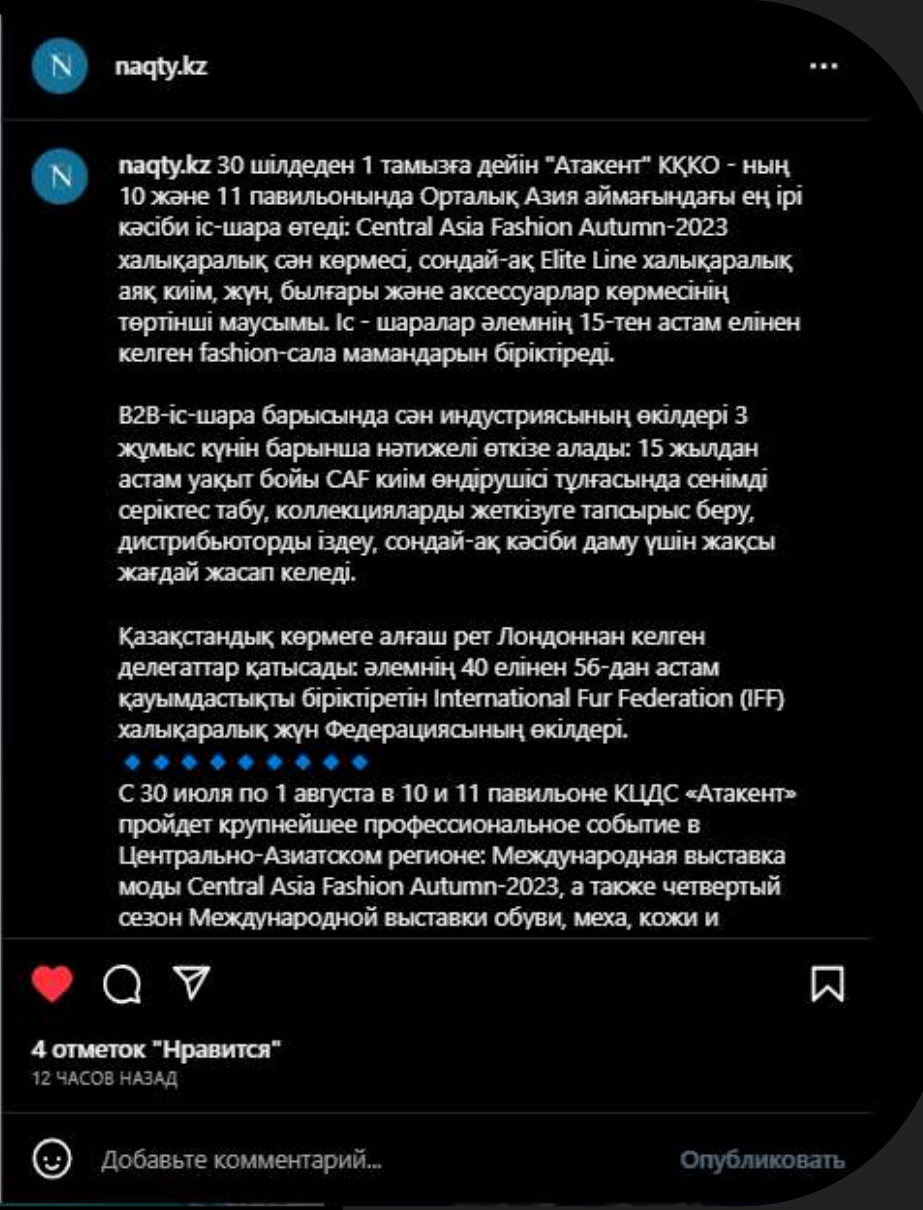 N naqty.kz ...
N naqty.kz 30 шілдеден 1 тамызға дейін "Атакент" ҚҚКО - ның
10 және 11 павильонында Орталық Азия аймағындағы ең ірі
кәсіби іс-шара өтеді: Central Asia Fashion Autumn-2023
халықаралық сән көрмесі, сондай-ақ Elite Line халықаралық
аяқ киім, жүн, былғары және аксессуарлар көрмесінің
төртінші маусымы. Іс - шаралар әлемнің 15-тен астам елінен
келген fashion-сала мамандарын біріктіреді.
B2B-іс-шара барысында сән индустриясының өкілдері 3
жұмыс күнін барынша нәтижелі өткізе алады: 15 жылдан
астам уақыт бойы CAF киім өндірушісі тұлғасында сенімді
серіктес табу, коллекцияларды жеткізуге тапсырыс беру,
дистрибьюторды іздеу, сондай-ақ кәсіби даму үшін жақсы
жағдай жасап келеді.
Қазақстандық көрмеге алғаш рет Лондоннан келген
делегаттар қатысады: әлемнің 40 елінен 56-дан астам
қауымдастықты біріктіретін International Fur Federation (IFF)
халықаралық жүн Федерациясының өкілдері.
С 30 июля по 1 августа в 10 и 11 павильоне КЦДС «Атакент»
пройдет крупнейшее профессиональное событие в
Центрально-Азиатском регионе: Международная выставка
моды Central Asia Fashion Autumn-2023, а также четвертый
сезон Международной выставки обуви, меха, кожи и
4 отметок "Нравится"
12 ЧАСОВ НАЗАД
Добавьте комментарий... Опубликовать